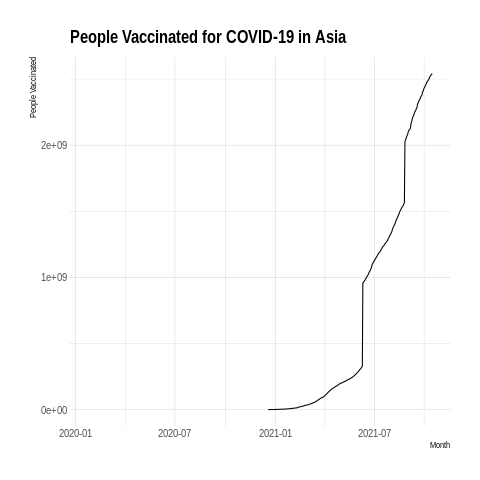 People Vaccinated for COVID-19 in Asia
People Vaccinated
2e+09
1e+09
0e+00
2020-01 2020-07 2021-01 2021-07
Month